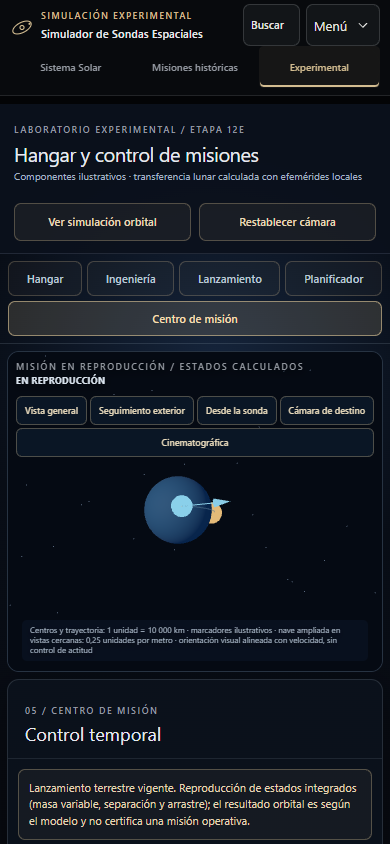 SIMULACIÓN EXPERIMENTAL
Simulador de Sondas Espaciales
Buscar
Menú
Sistema Solar
Misiones históricas
Experimental
LABORATORIO EXPERIMENTAL / ETAPA 12E
Hangar y control de misiones
Componentes ilustrativos · transferencia lunar calculada con efemérides locales
Ver simulación orbital
Restablecer cámara
Hangar
Ingeniería
Lanzamiento
Planificador
Centro de misión
MISIÓN EN REPRODUCCIÓN / ESTADOS CALCULADOS
EN REPRODUCCIÓN
Vista general
Seguimiento exterior
Desde la sonda
Cámara de destino
Cinematográfica
Centros y trayectoria: 1 unidad = 10 000 km · marcadores ilustrativos · nave ampliada en
vistas cercanas: 0,25 unidades por metro · orientación visual alineada con velocidad, sin
control de actitud
05 / CENTRO DE MISIÓN
Control temporal
Lanzamiento terrestre vigente. Reproducción de estados integrados
(masa variable, separación y arrastre); el resultado orbital es según
el modelo y no certifica una misión operativa.